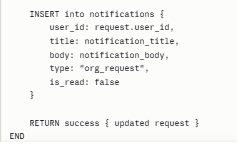 INSERT into notifications {
user_id: request.user_id,
title: notification_title,
body: notification_body,
type: "org_request",
is_read: false
}
RETURN success { updated request }
END